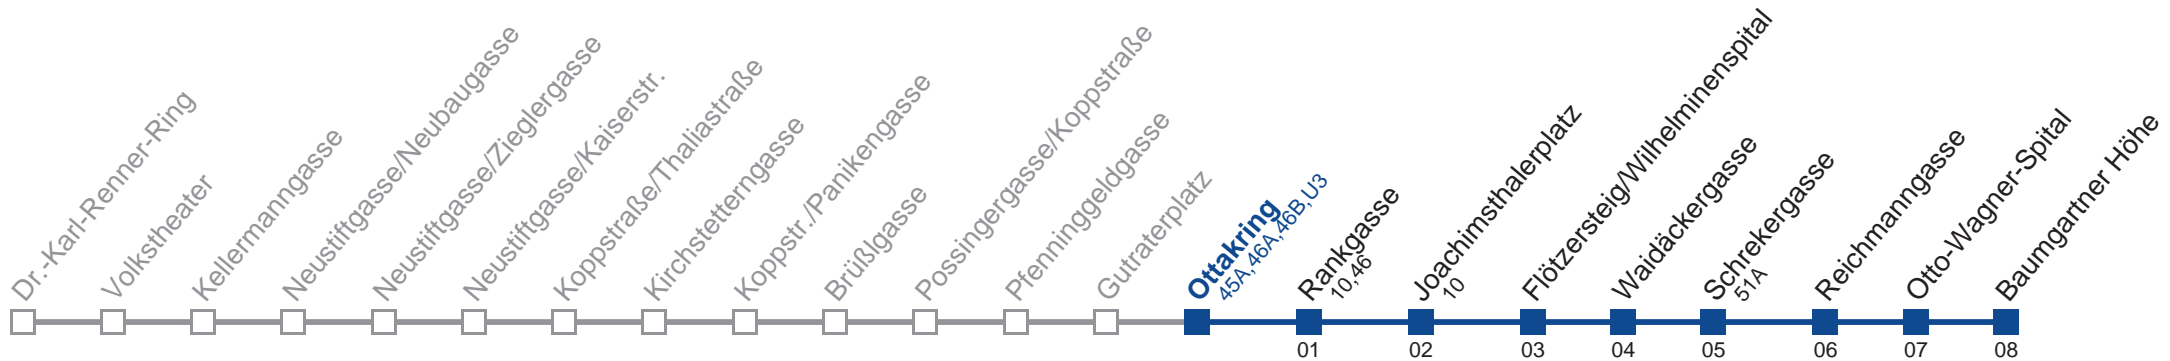 Dr.-Karl-Renner-Ring
Volkstheater
Kellermanngasse
Neustiftgasse/Neubaugasse
Neustiftgasse/Zieglergasse
Neustiftgasse/Kaiserstr.
Koppstraße/Thaliastraße
Kirchstetterngasse
Koppstr./Panikengasse
Brüßlgasse
Possingergasse/Koppstraße
Pfenninggeldgasse
Gutraterplatz
Ottakring
45A,46A,46B,U3
Rankgasse
10,46
Joachimsthalerplatz
10
Flötzersteig/Wilhelminenspital
Waidäckergasse
Schrekergasse
51A
Reichmanngasse
Otto-Wagner-Spital
Baumgartner Höhe
01 02 03 04 05 06 07 08